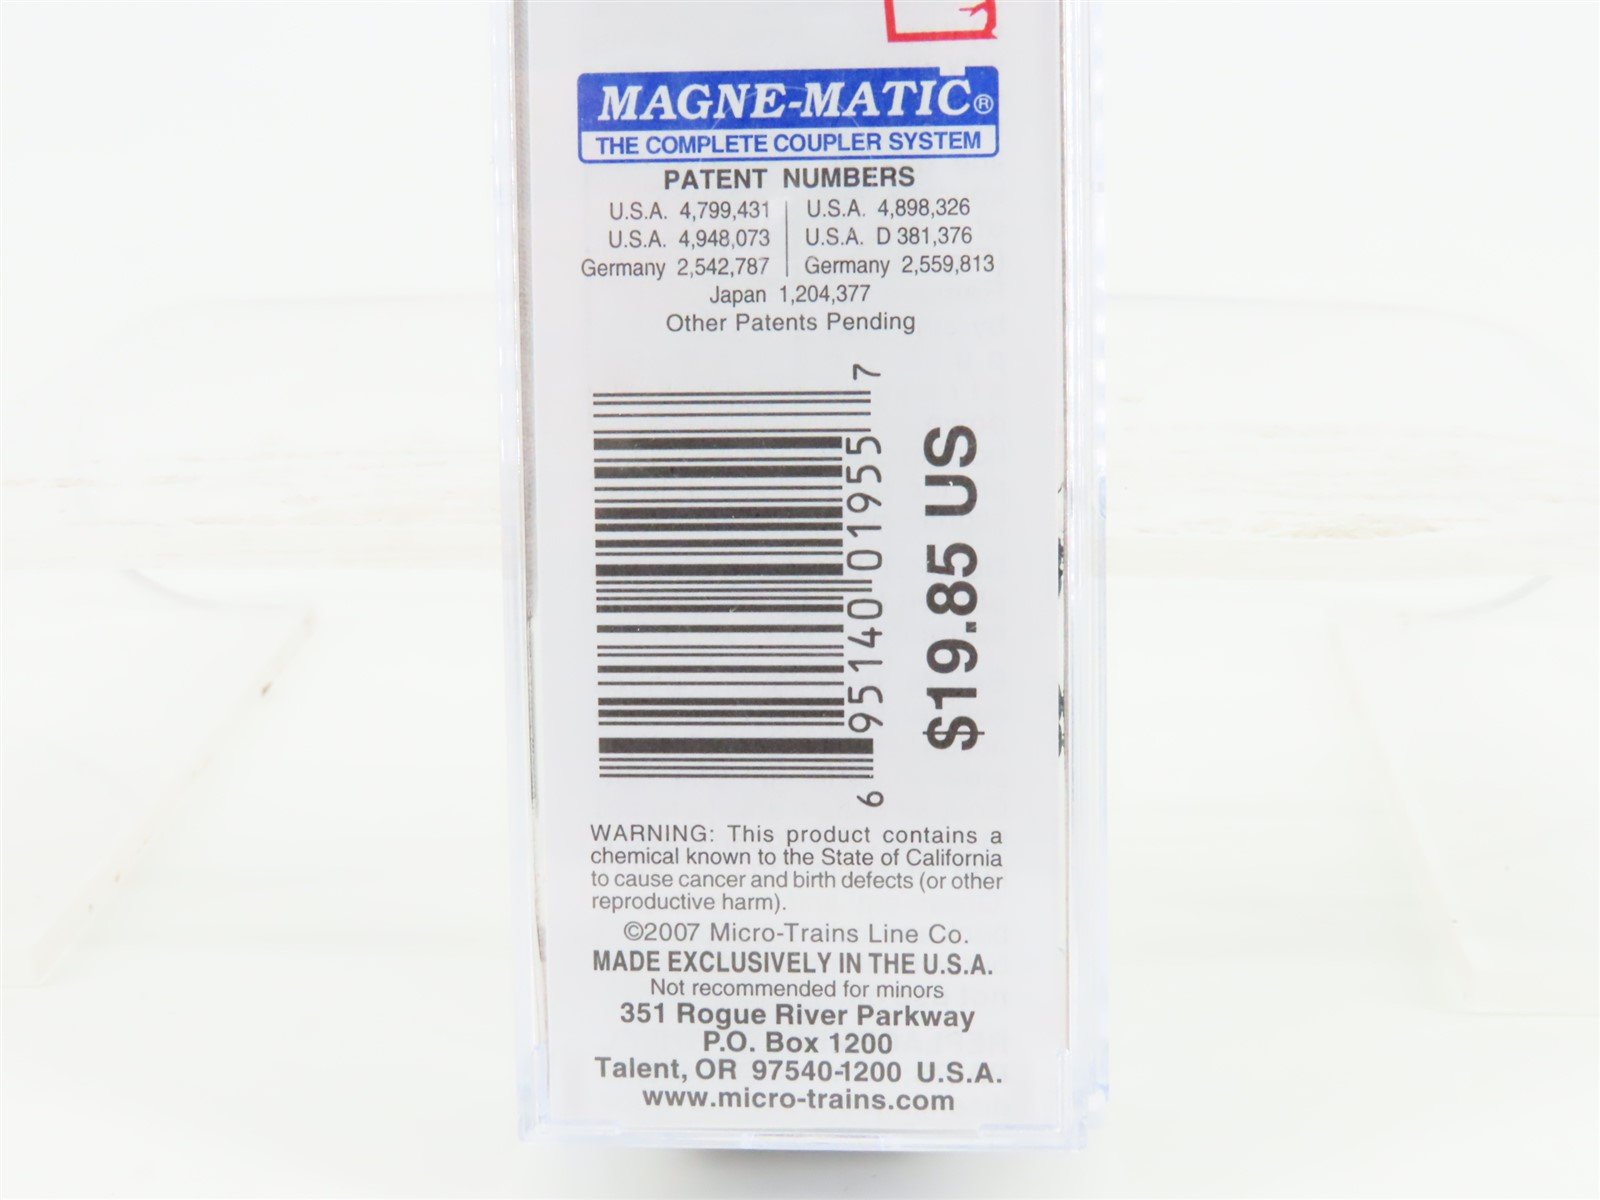 MAGNE-MATIC®
THE COMPLETE COUPLER SYSTEM
PATENT NUMBERS
U.S.A. 4,799,431 | U.S.A. 4,898,326
U.S.A. 4,948,073 | U.S.A. D 381,376
Germany 2,542,787 | Germany 2,559,813
Japan 1,204,377
Other Patents Pending
6 95140 01955 7
$19.85 US
WARNING: This product contains a
chemical known to the State of California
to cause cancer and birth defects (or other
reproductive harm).
©2007 Micro-Trains Line Co.
MADE EXCLUSIVELY IN THE U.S.A.
Not recommended for minors
351 Rogue River Parkway
P.O. Box 1200
Talent, OR 97540-1200 U.S.A.
www.micro-trains.com